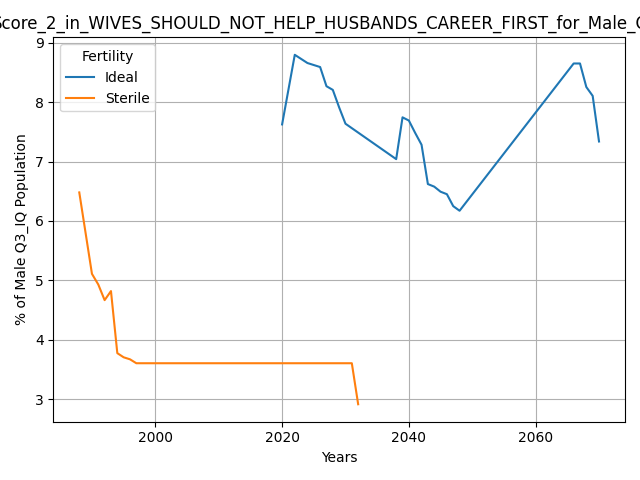 Score_2_in_WIVES_SHOULD_NOT_HELP_HUSBANDS_CAREER_FIRST_for_Male_
Fertility
Ideal
Sterile
% of Male Q3_IQ Population
9
8
7
6
5
4
3
2000
2020
2040
2060
Years